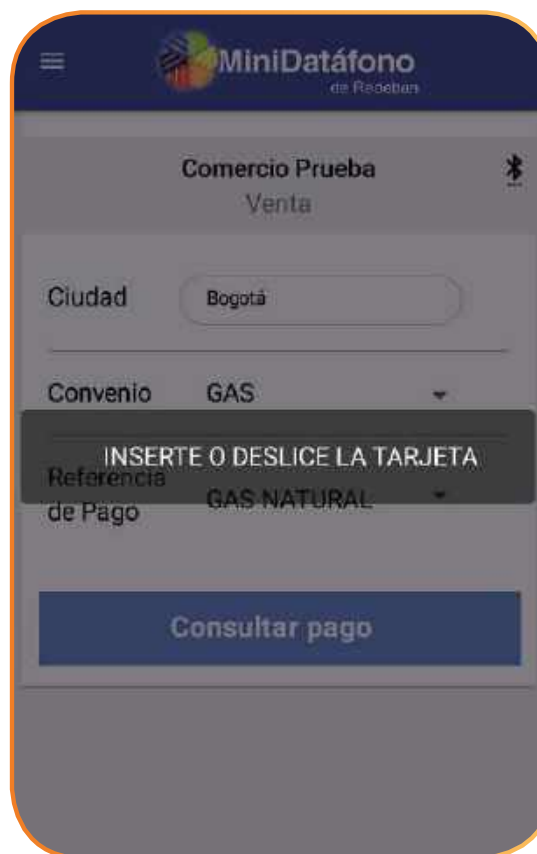 MiniDatáfono
de Redeban
Comercio Prueba
Venta
Ciudad
Bogotá
Convenio
GAS
INSERTE O DESLICE LA TARJETA
Referencia
de Pago
GAS NATURAL
Consultar pago